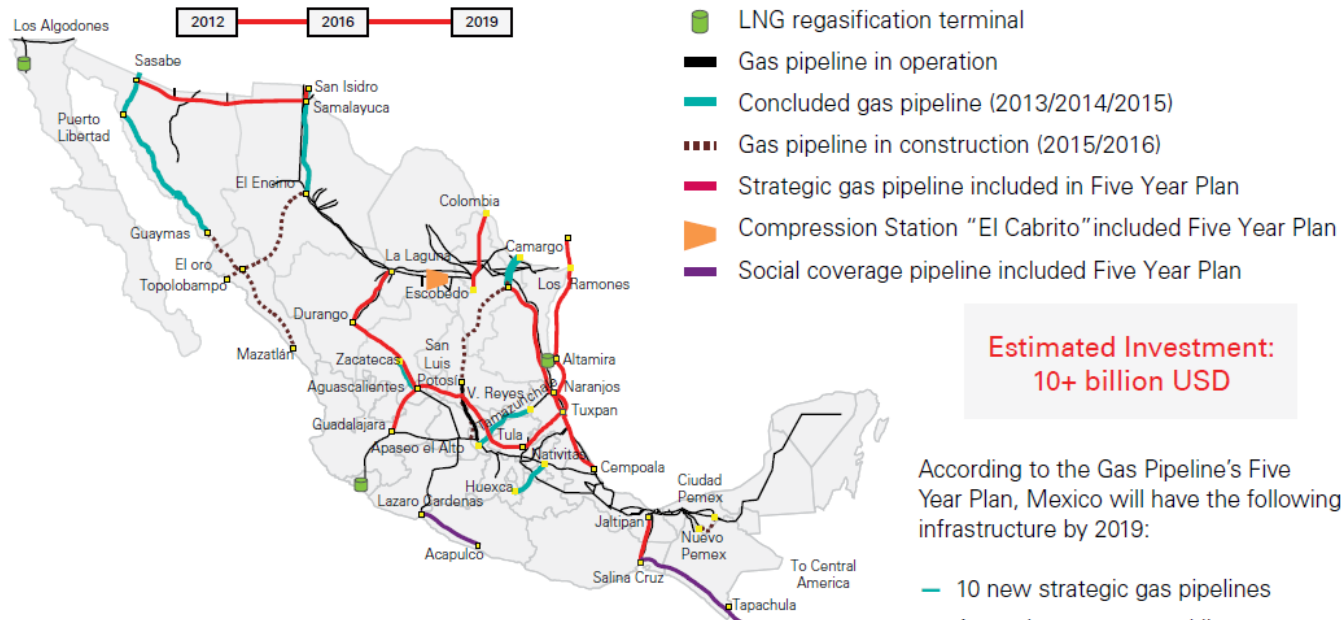 2012 2016 2019
Los Algodones
Sasabe
San Isidro
Samalayuca
Puerto
Libertad
El Encino
Colombia
Guaymas
Camargo
La Laguna
El oro
Topolobampo
Escobedo
Los Ramones
Durango
Mazatlán
San
Luis
Potosí
Zacatecas
Altamira
Aguascalientes
V. Reyes
Naranjos
Tamazunchale
Tuxpan
Guadalajara
Tula
Apaseo el Alto
Nativitas
Cempoala
Huexca
Ciudad
Pemex
Lazaro Cardenas
Jaltipan
Nuevo
Pemex
Acapulco
Salina Cruz
To Central
America
Tapachula
LNG regasification terminal
Gas pipeline in operation
Concluded gas pipeline (2013/2014/2015)
Gas pipeline in construction (2015/2016)
Strategic gas pipeline included in Five Year Plan
Compression Station “El Cabrito”included Five Year Plan
Social coverage pipeline included Five Year Plan
Estimated Investment:
10+ billion USD
According to the Gas Pipeline’s Five
Year Plan, Mexico will have the following
infrastructure by 2019:
– 10 new strategic gas pipelines